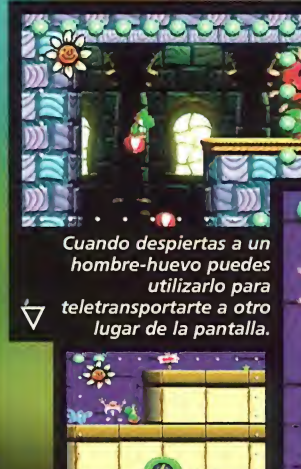 Cuando despiertas a un
hombre-huevo puedes
utilizarlo para
teletransportarte a otro
lugar de la pantalla.